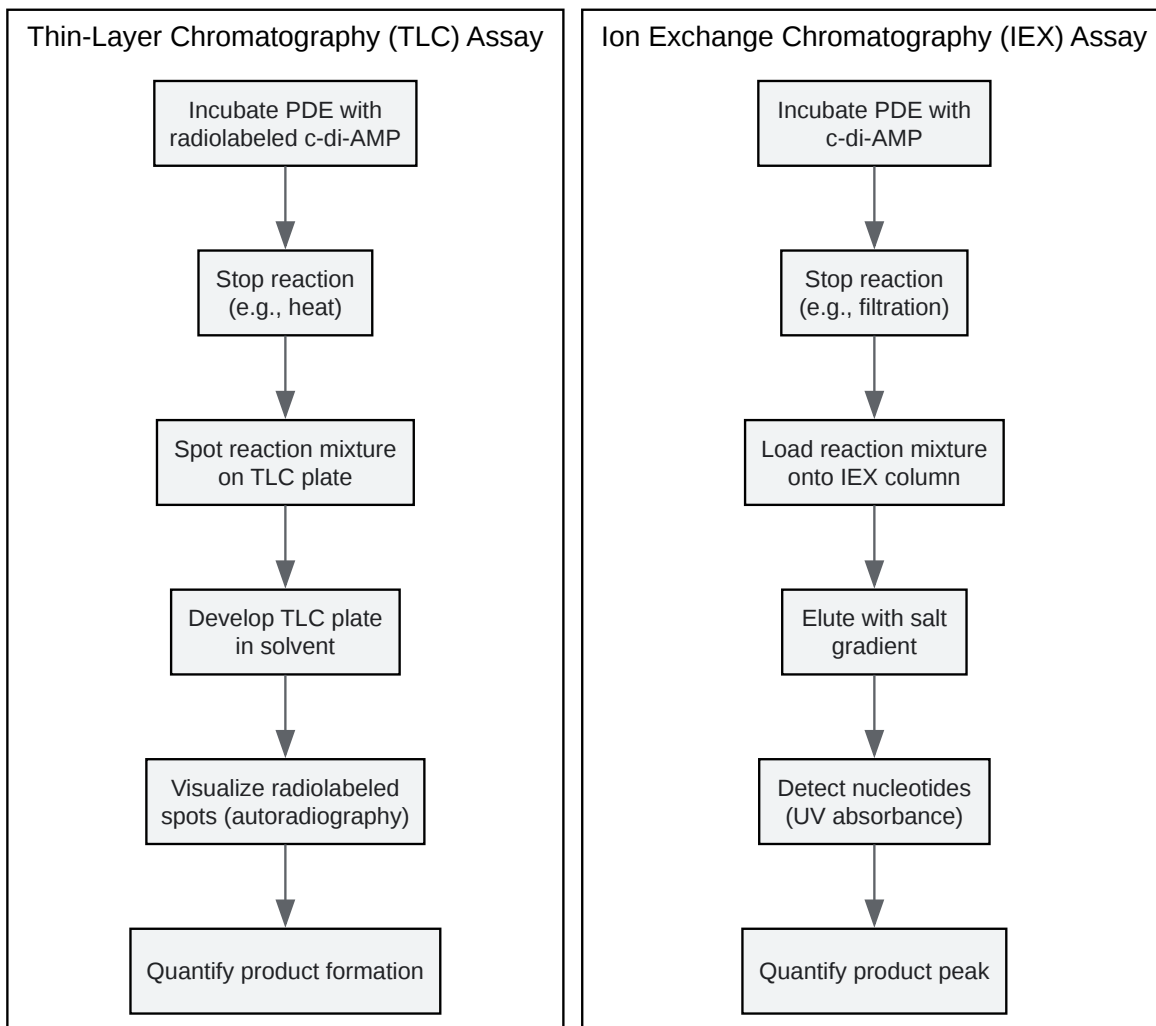 Thin-Layer Chromatography (TLC) Assay
Incubate PDE with
radiolabeled c-di-AMP
Stop reaction
(e.g., heat)
Spot reaction mixture
on TLC plate
Develop TLC plate
in solvent
Visualize radiolabeled
spots (autoradiography)
Quantify product formation
Ion Exchange Chromatography (IEX) Assay
Incubate PDE with
c-di-AMP
Stop reaction
(e.g., filtration)
Load reaction mixture
onto IEX column
Elute with salt
gradient
Detect nucleotides
(UV absorbance)
Quantify product peak